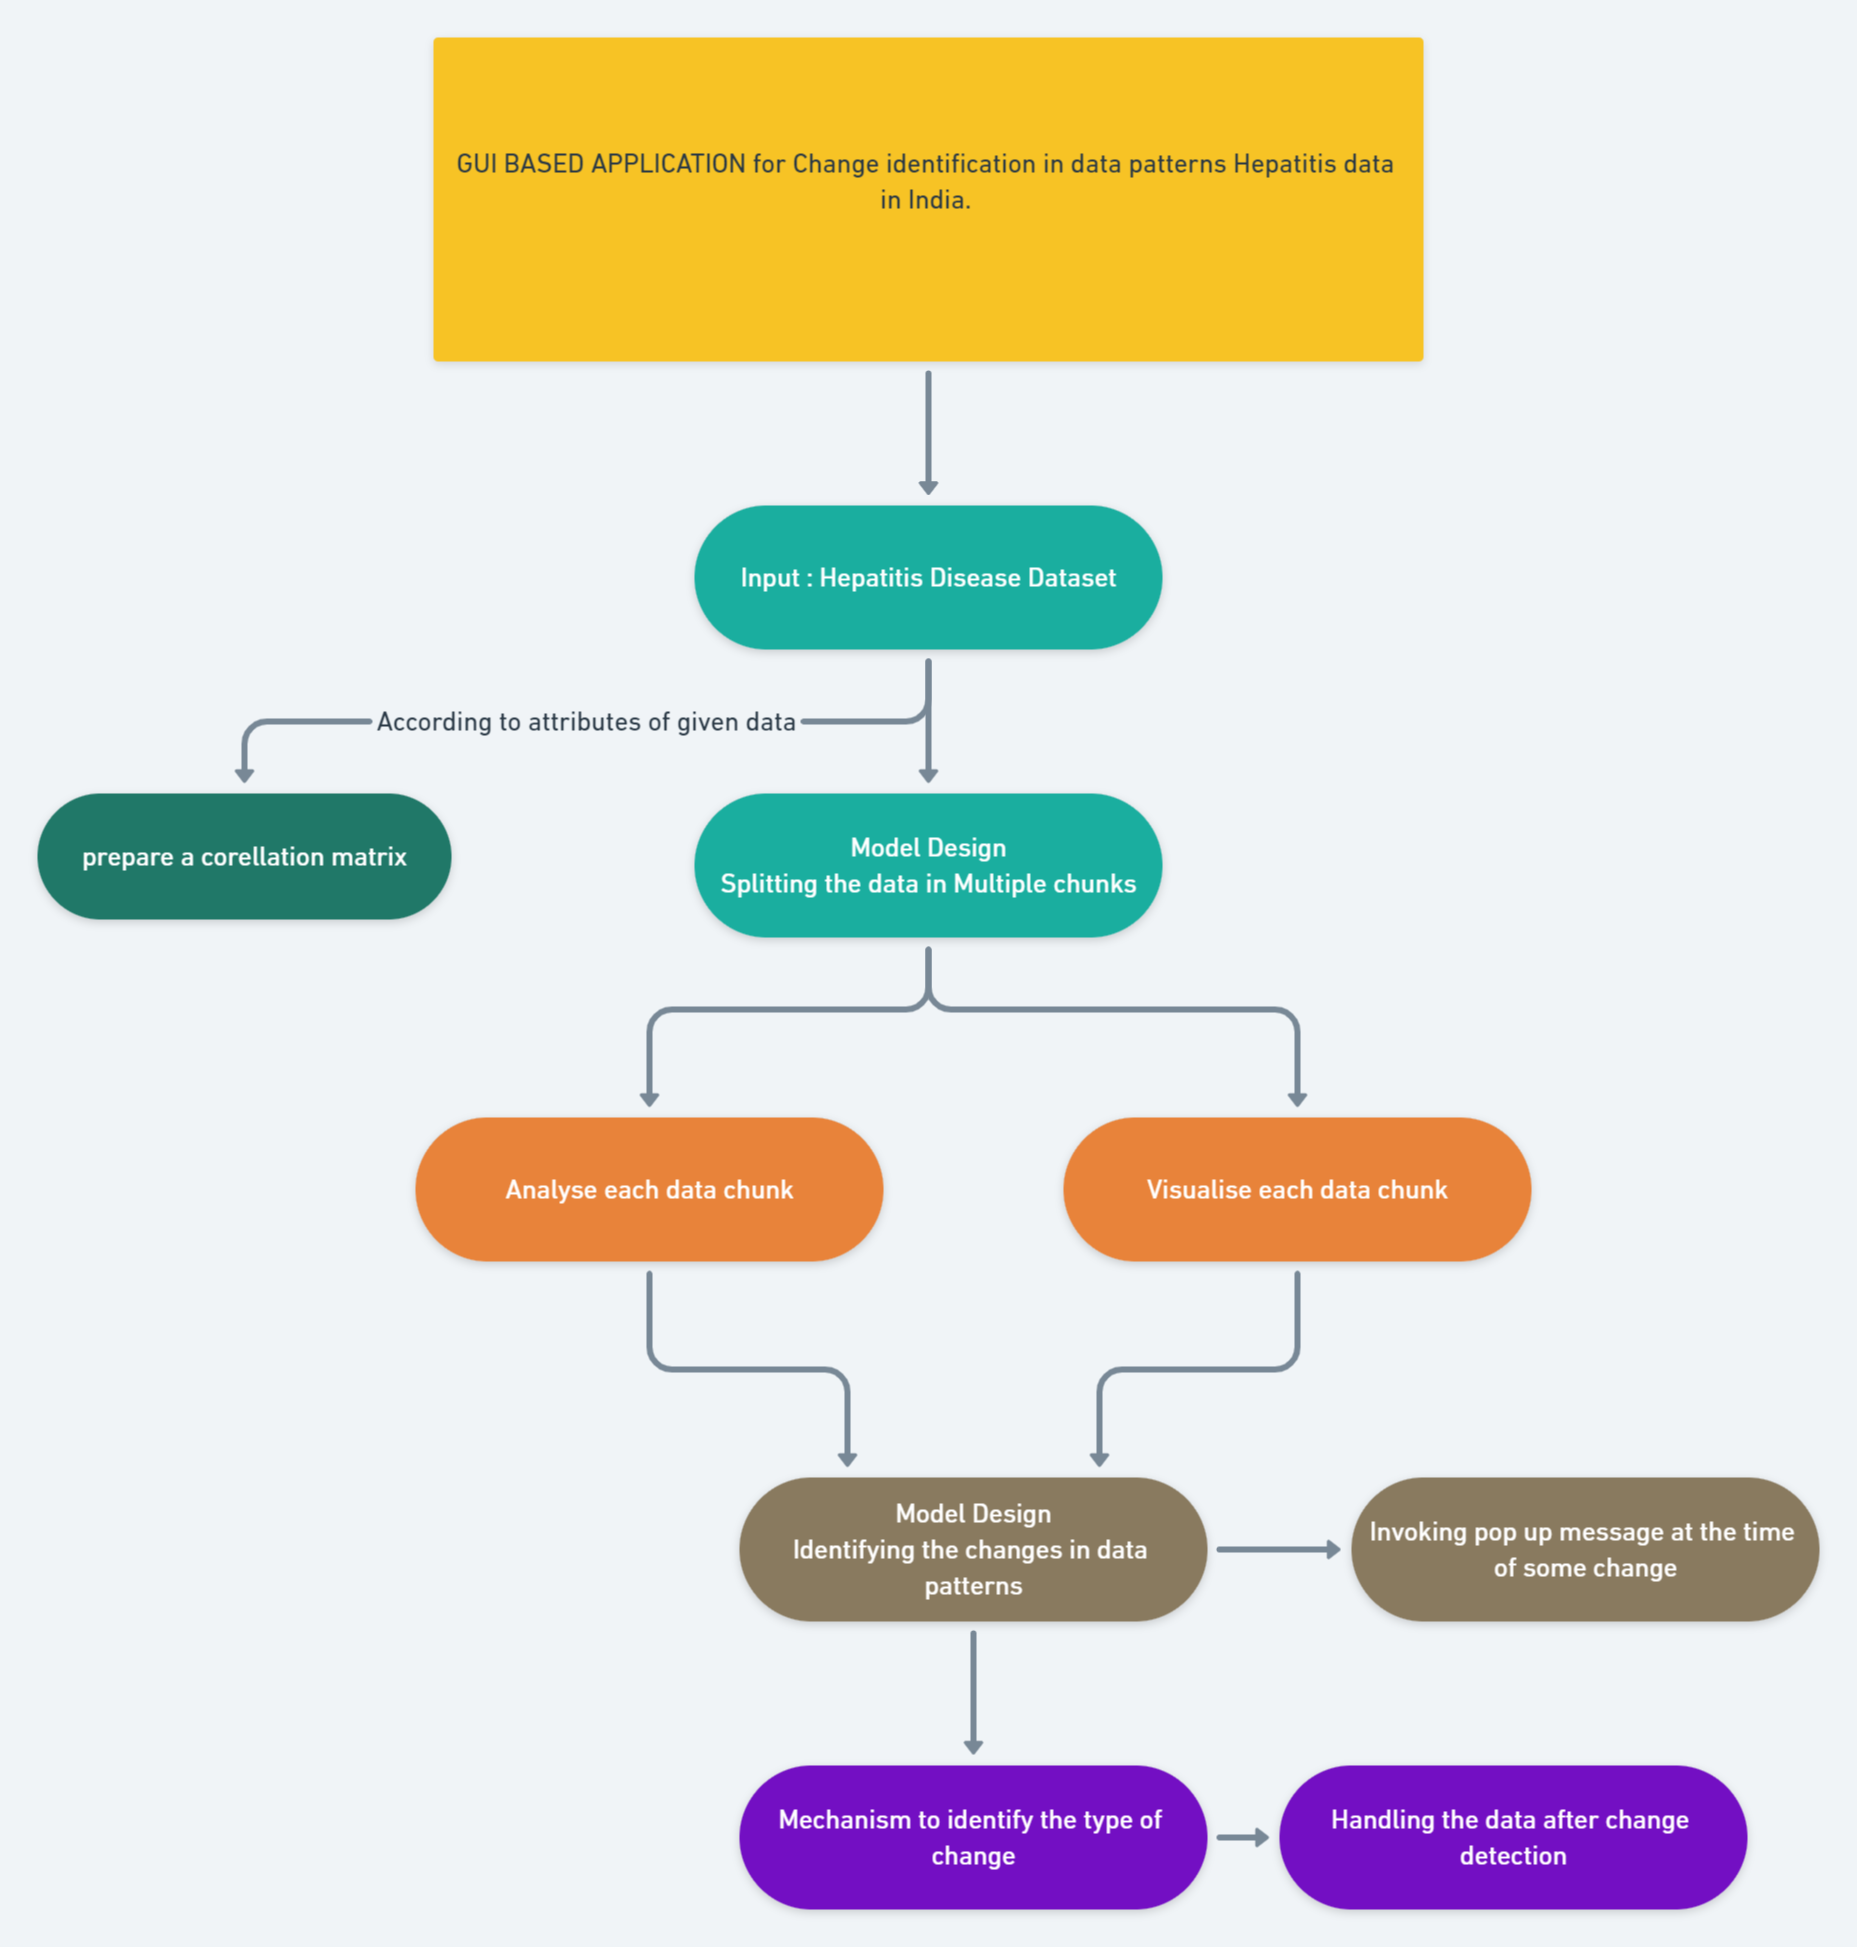 GUI BASED APPLICATION for Change identification in data patterns Hepatitis data
in India.
Input : Hepatitis Disease Dataset
According to attributes of given data
prepare a corellation matrix
Model Design
Splitting the data in Multiple chunks
Analyse each data chunk
Visualise each data chunk
Model Design
Identifying the changes in data
patterns
Invoking pop up message at the time
of some change
Mechanism to identify the type of
change
Handling the data after change
detection